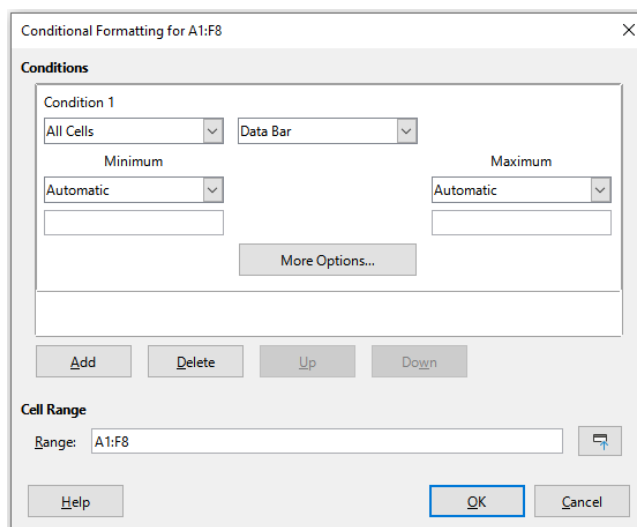 Conditional Formatting for A1:F8
Conditions
Condition 1
All Cells Data Bar
Minimum Maximum
Automatic Automatic
More Options...
Add Delete Up Down
Cell Range
Range: A1:F8
Help OK Cancel